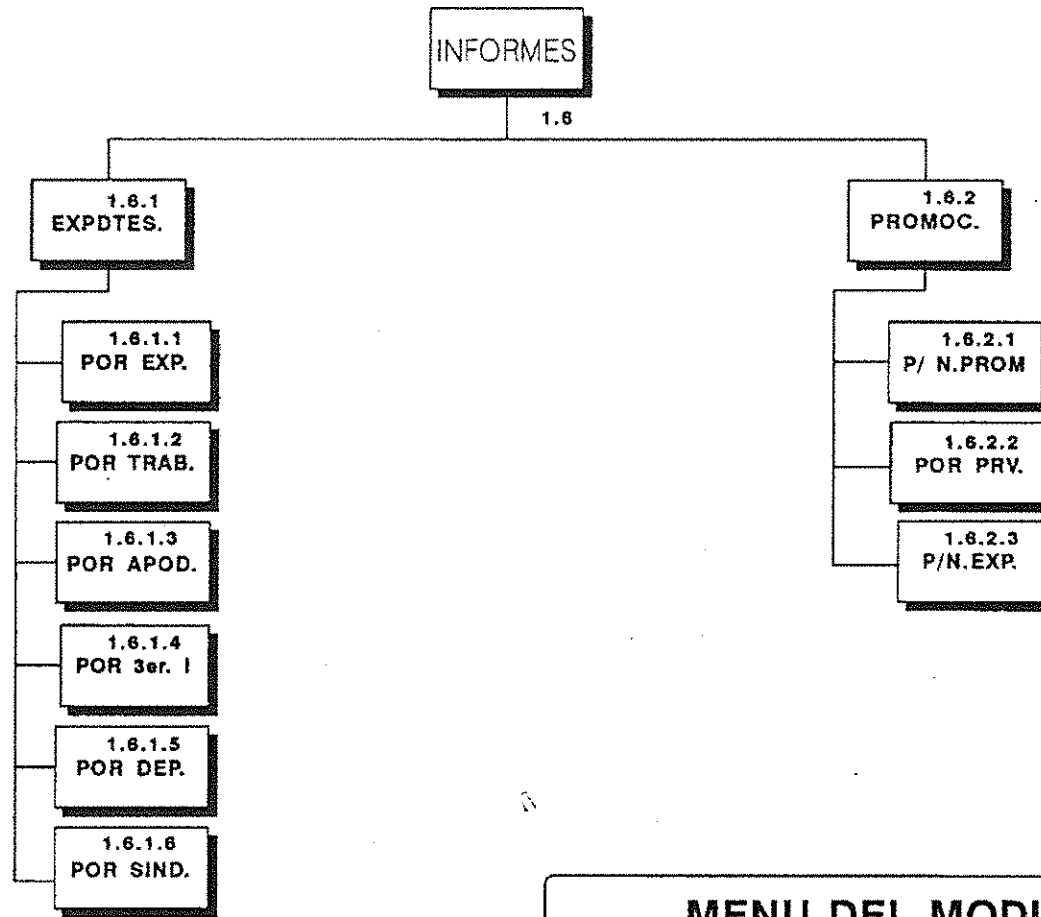 INFORMES
1.6
1.6.1
EXPDTES.
1.6.2
PROMOC.
1.6.1.1
POR EXP.
1.6.1.2
POR TRAB.
1.6.1.3
POR APOD.
1.6.1.4
POR 3er. I
1.6.1.5
POR DEP.
1.6.1.6
POR SIND.
1.6.2.1
P/ N.PROM
1.6.2.2
POR PRV.
1.6.2.3
P/N.EXP.
MENU DEL